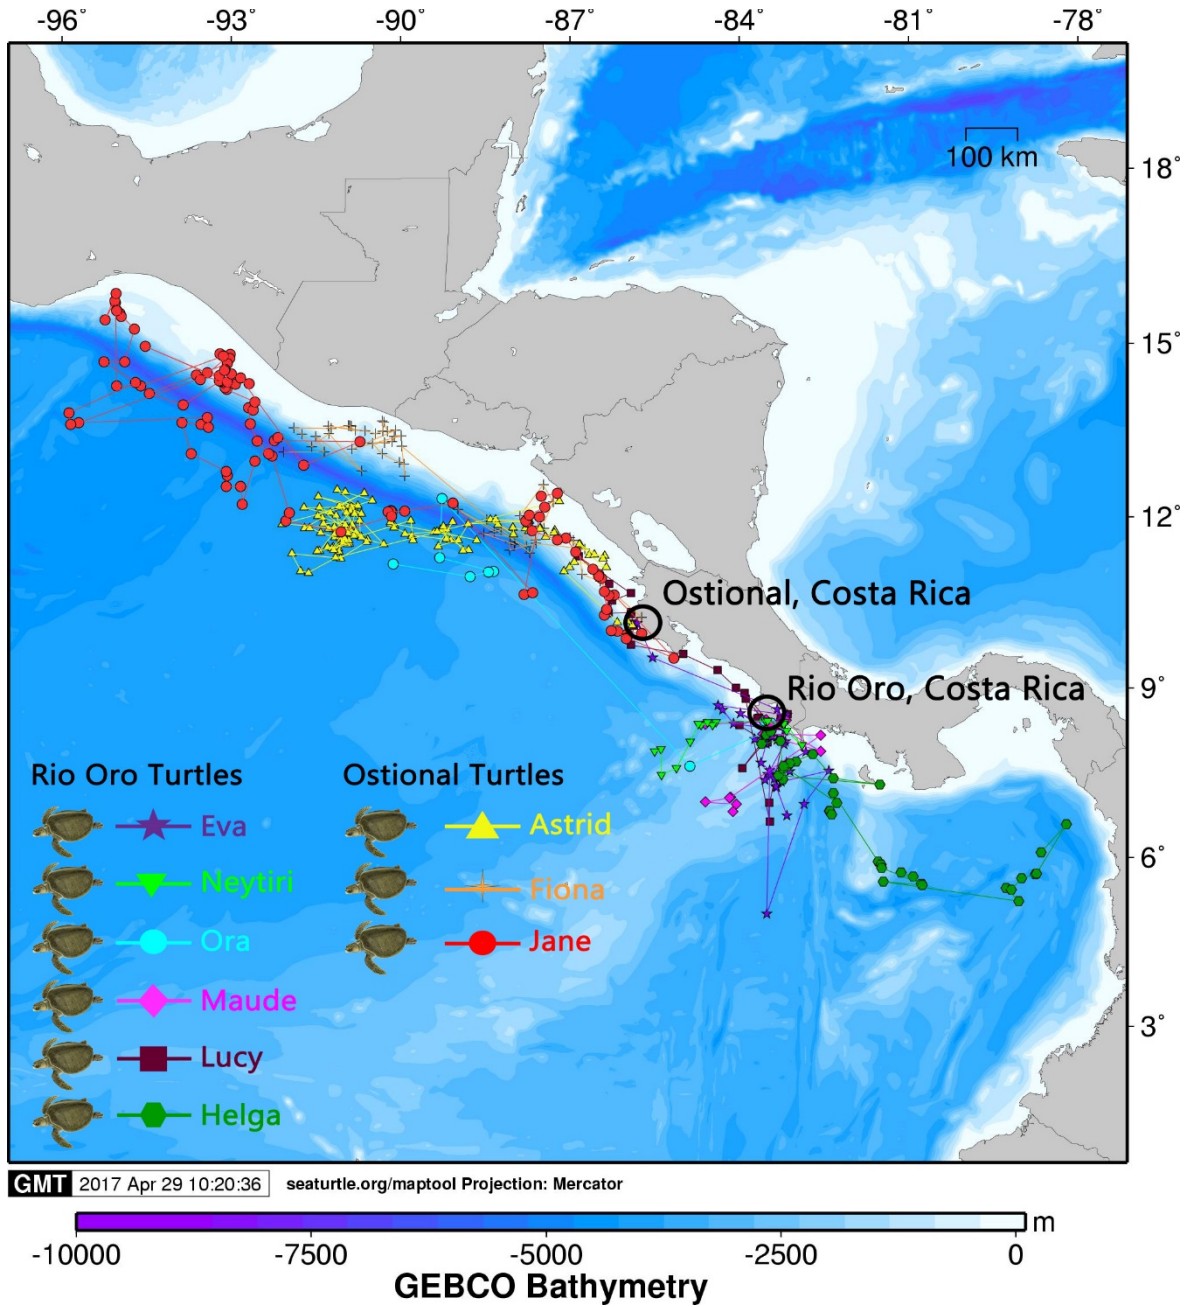 -96° -93° -90° -87° -84° -81° -78°
100 km
18°
15°
12°
Ostional, Costa Rica
9°
Rio Oro, Costa Rica
Rio Oro Turtles
Eva
Neytiri
Ora
Maude
Lucy
Helga
Ostional Turtles
Astrid
Fiona
Jane
6°
3°
GMT 2017 Apr 29 10:20:36 seaturtle.org/maptool Projection: Mercator
m
-10000 -7500 -5000 -2500 0
GEBCO Bathymetry